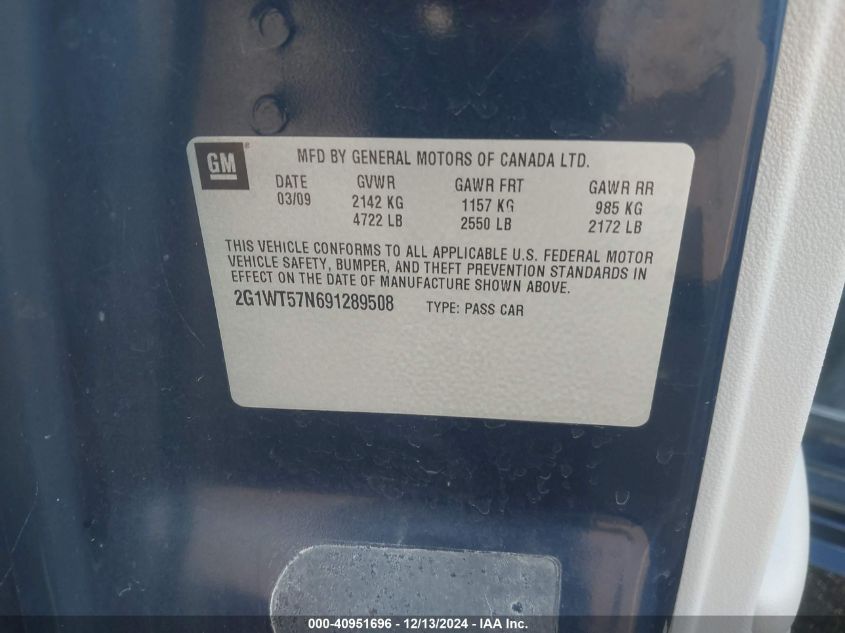 GM
MFD BY GENERAL MOTORS OF CANADA LTD.
DATE GVWR GAWR FRT GAWR RR
03/09 2142 KG 1157 KG 985 KG
4722 LB 2550 LB 2172 LB
THIS VEHICLE CONFORMS TO ALL APPLICABLE U.S. FEDERAL MOTOR
VEHICLE SAFETY, BUMPER, AND THEFT PREVENTION STANDARDS IN
EFFECT ON THE DATE OF MANUFACTURE SHOWN ABOVE.
2G1WT57N691289508 TYPE: PASS CAR
000-40951696 - 12/13/2024 - IAA Inc.